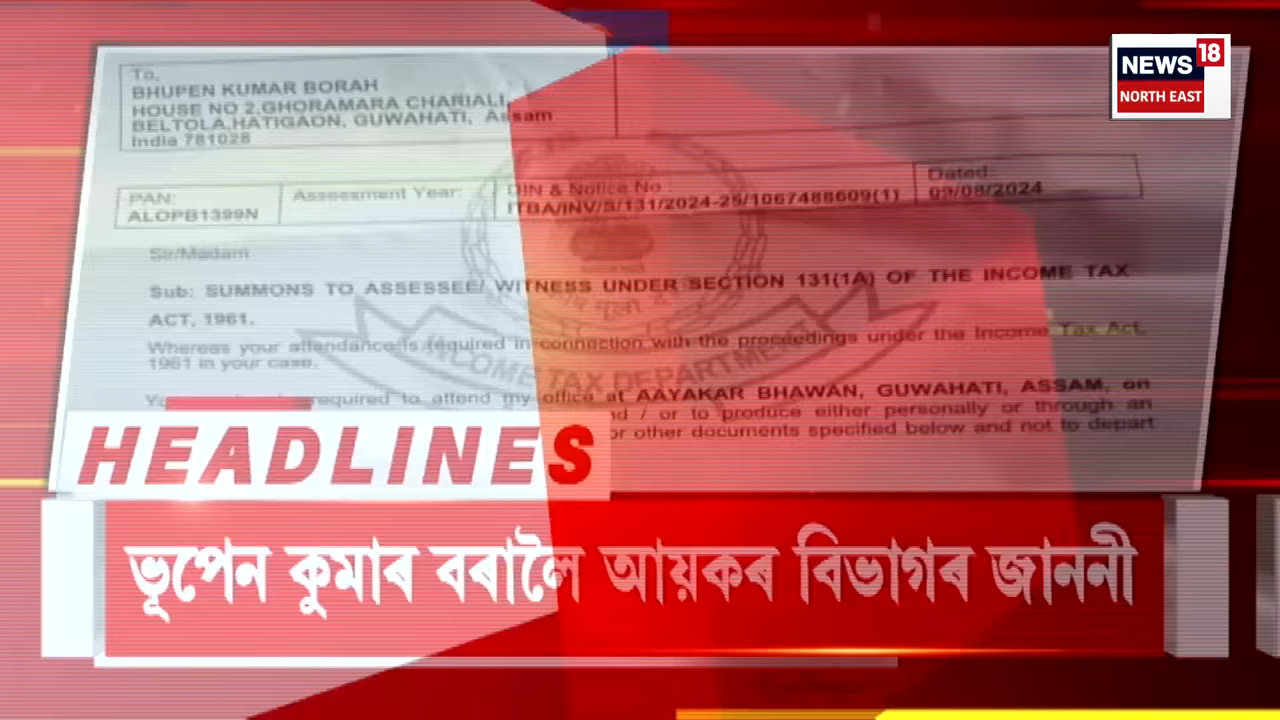 NEWS 18
NORTH EAST
To,
BHUPEN KUMAR BORAH
HOUSE NO 2,GHORAMARA CHARIALI,
BELTOLA,HATIGAON, GUWAHATI, Assam
India 781028
PAN:
ALOPB1399N
Assessment Year:
DIN & Notice No :
ITBA/INV/S/131/2024-25/1067488609(1)
Dated:
09/08/2024
Sir/Madam
Sub: SUMMONS TO ASSESSEE/ WITNESS UNDER SECTION 131(1A) OF THE INCOME TAX
ACT, 1961.
Whereas your attendance is required in connection with the proceedings under the Income Tax Act,
1961 in your case.
required to attend my office at AAYAKAR BHAWAN, GUWAHATI, ASSAM, on
/ or to produce either personally or through an
or other documents specified below and not to depart
INCOME TAX DEPARTMENT
HEADLINES
ভূপেন কুমাৰ বৰালৈ আয়কৰ বিভাগৰ জাননী